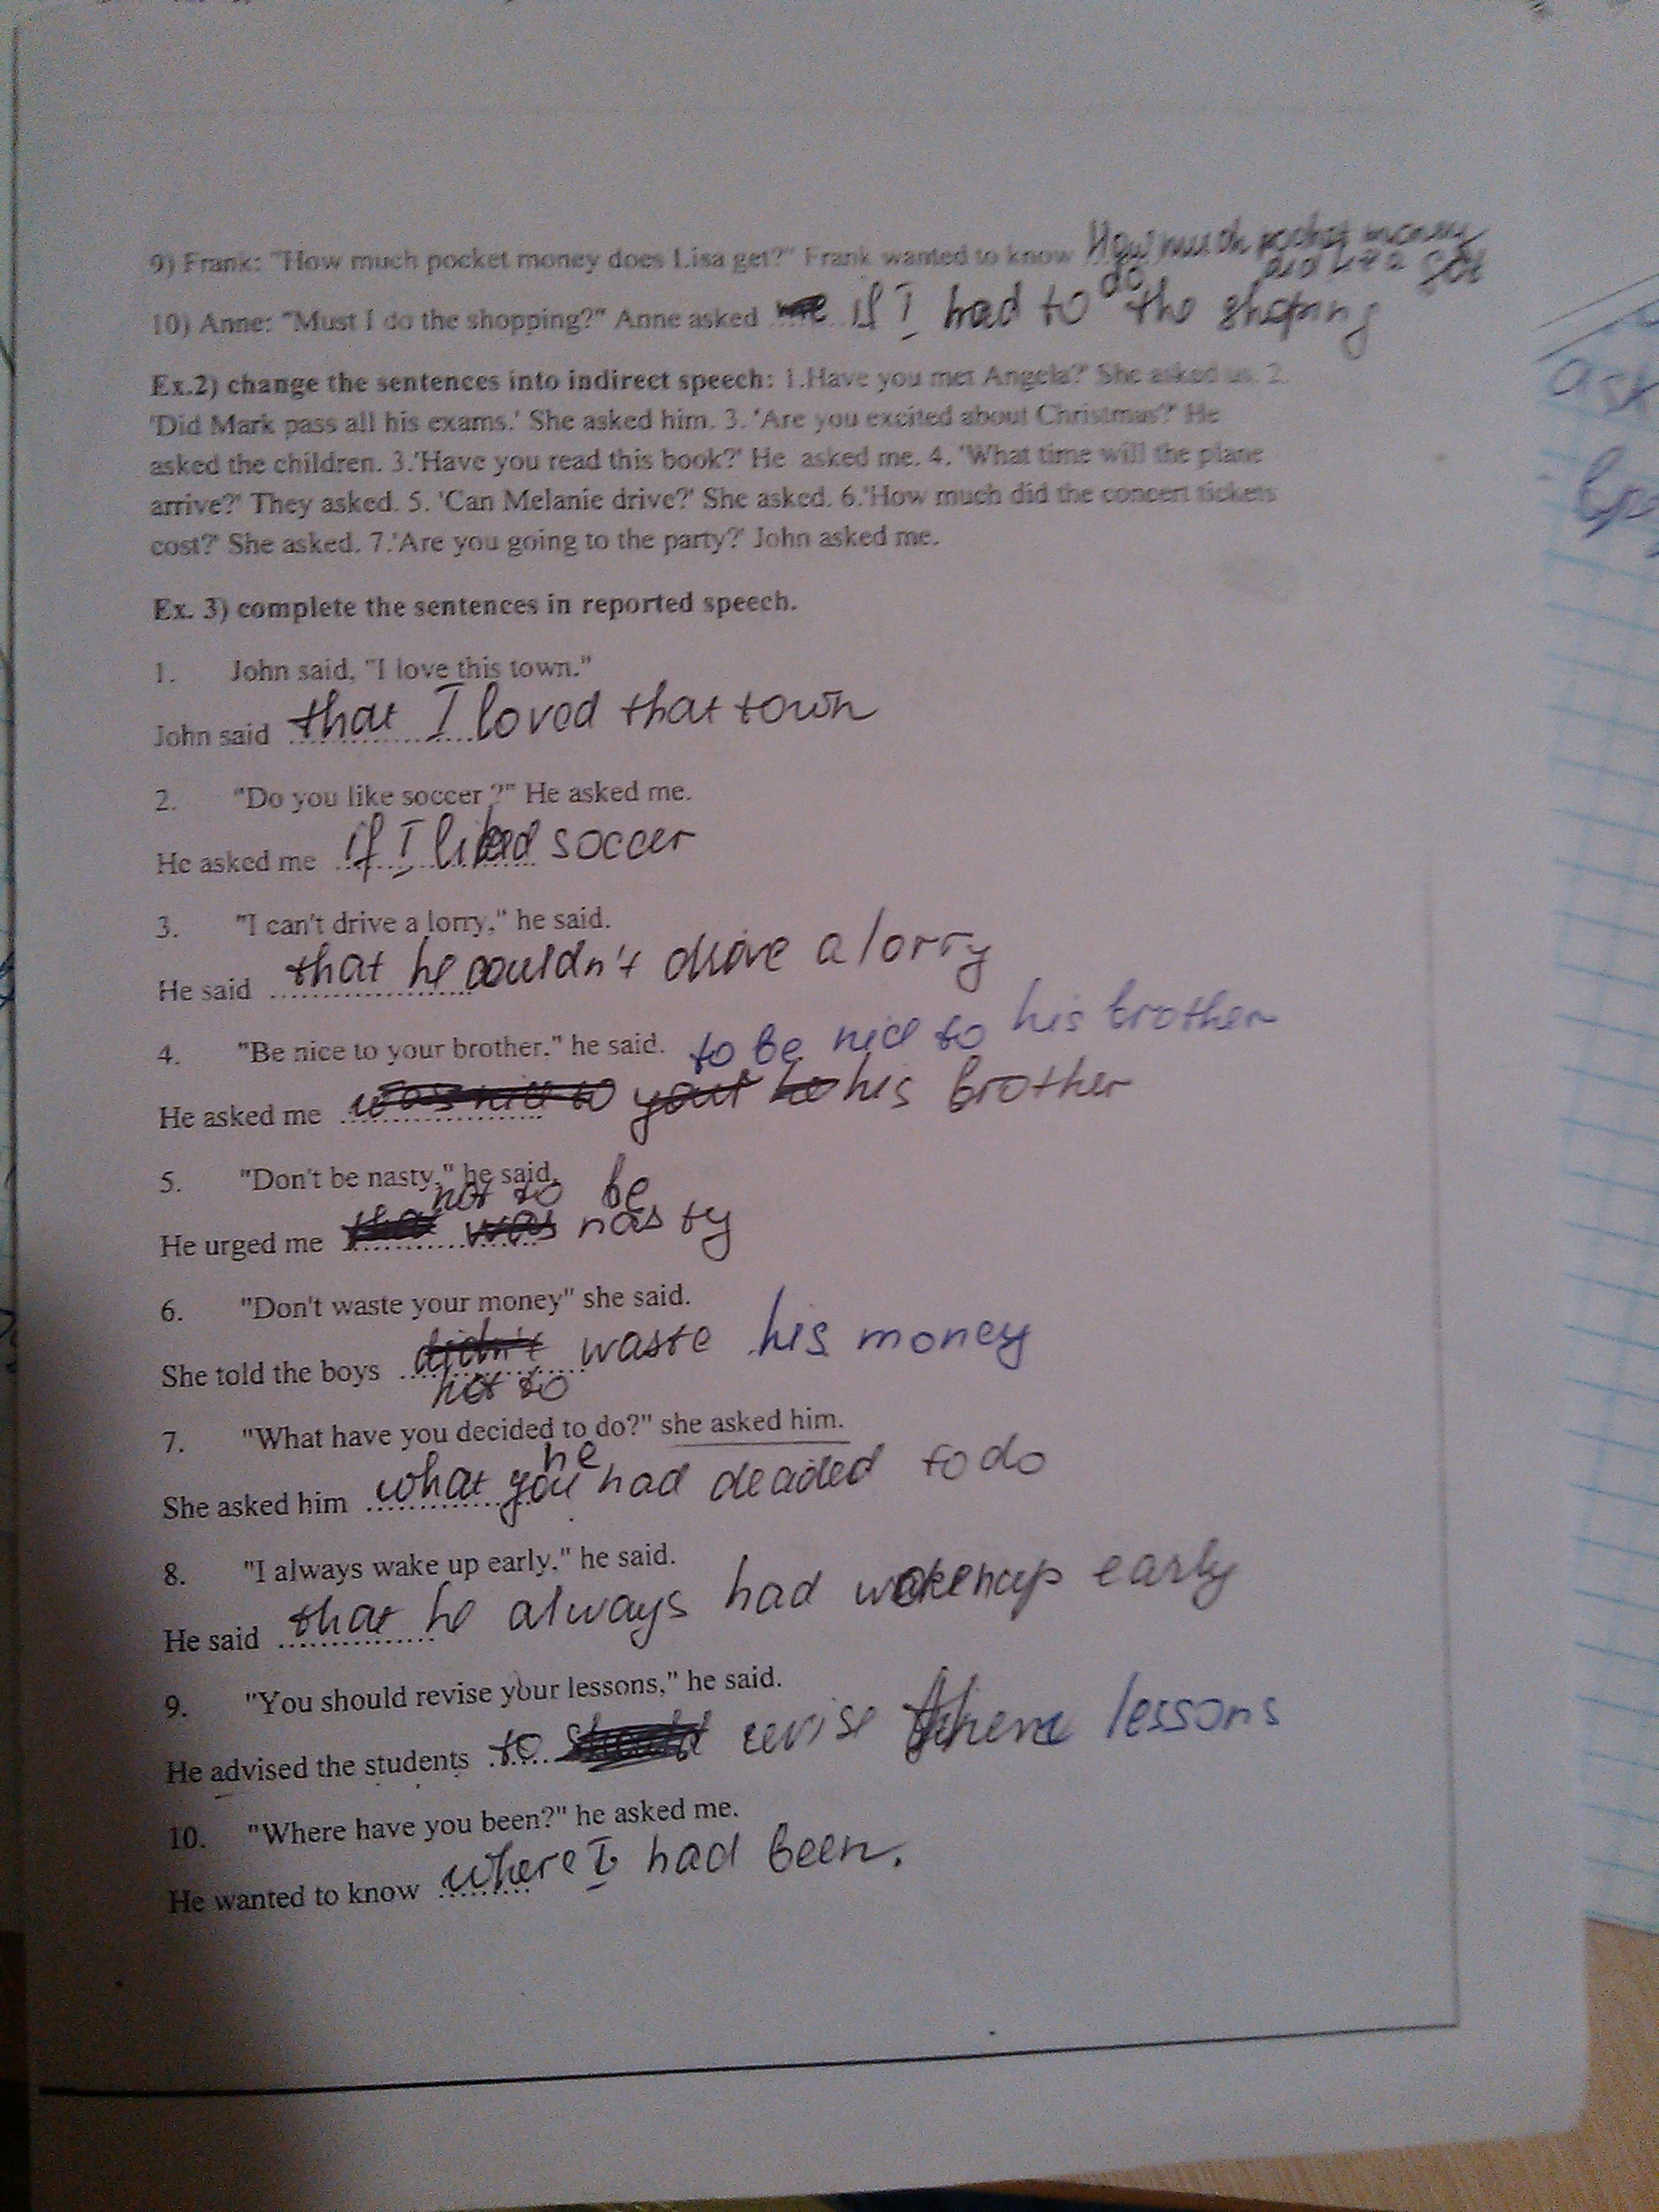 9) Frank: "How much pocket money does Lisa get?" Frank wanted to know How much pocket money
did Lisa get
do
10) Anne: "Must I do the shopping?" Anne asked me if I had to the shoping
Ex.2) change the sentences into indirect speech: 1.Have you met Angela?' She asked us. 2.
'Did Mark pass all his exams.' She asked him. 3. 'Are you excited about Christmas?' He
asked the children. 3.'Have you read this book?' He asked me. 4. 'What time will the plane
arrive?' They asked. 5. 'Can Melanie drive?' She asked. 6.'How much did the concert tickets
cost?' She asked. 7.'Are you going to the party?' John asked me.
Ex. 3) complete the sentences in reported speech.
1. John said, "I love this town."
John said that I loved that town
2. "Do you like soccer ?" He asked me.
He asked me if I liked soccer
3. "I can't drive a lorry," he said.
He said that he couldn't drive a lorry
4. "Be nice to your brother." he said. to be nice to his brother
He asked me was nice to your his brother
5. "Don't be nasty," he said.
not to be
He urged me that was nasty
6. "Don't waste your money" she said.
She told the boys didn't waste his money
not to
7. "What have you decided to do?" she asked him.
he
She asked him what you had decided to do
8. "I always wake up early," he said.
He said that he always had woken up early
9. "You should revise your lessons," he said.
He advised the students to should revise lessons
10. "Where have you been?" he asked me.
He wanted to know where I had been.
ask